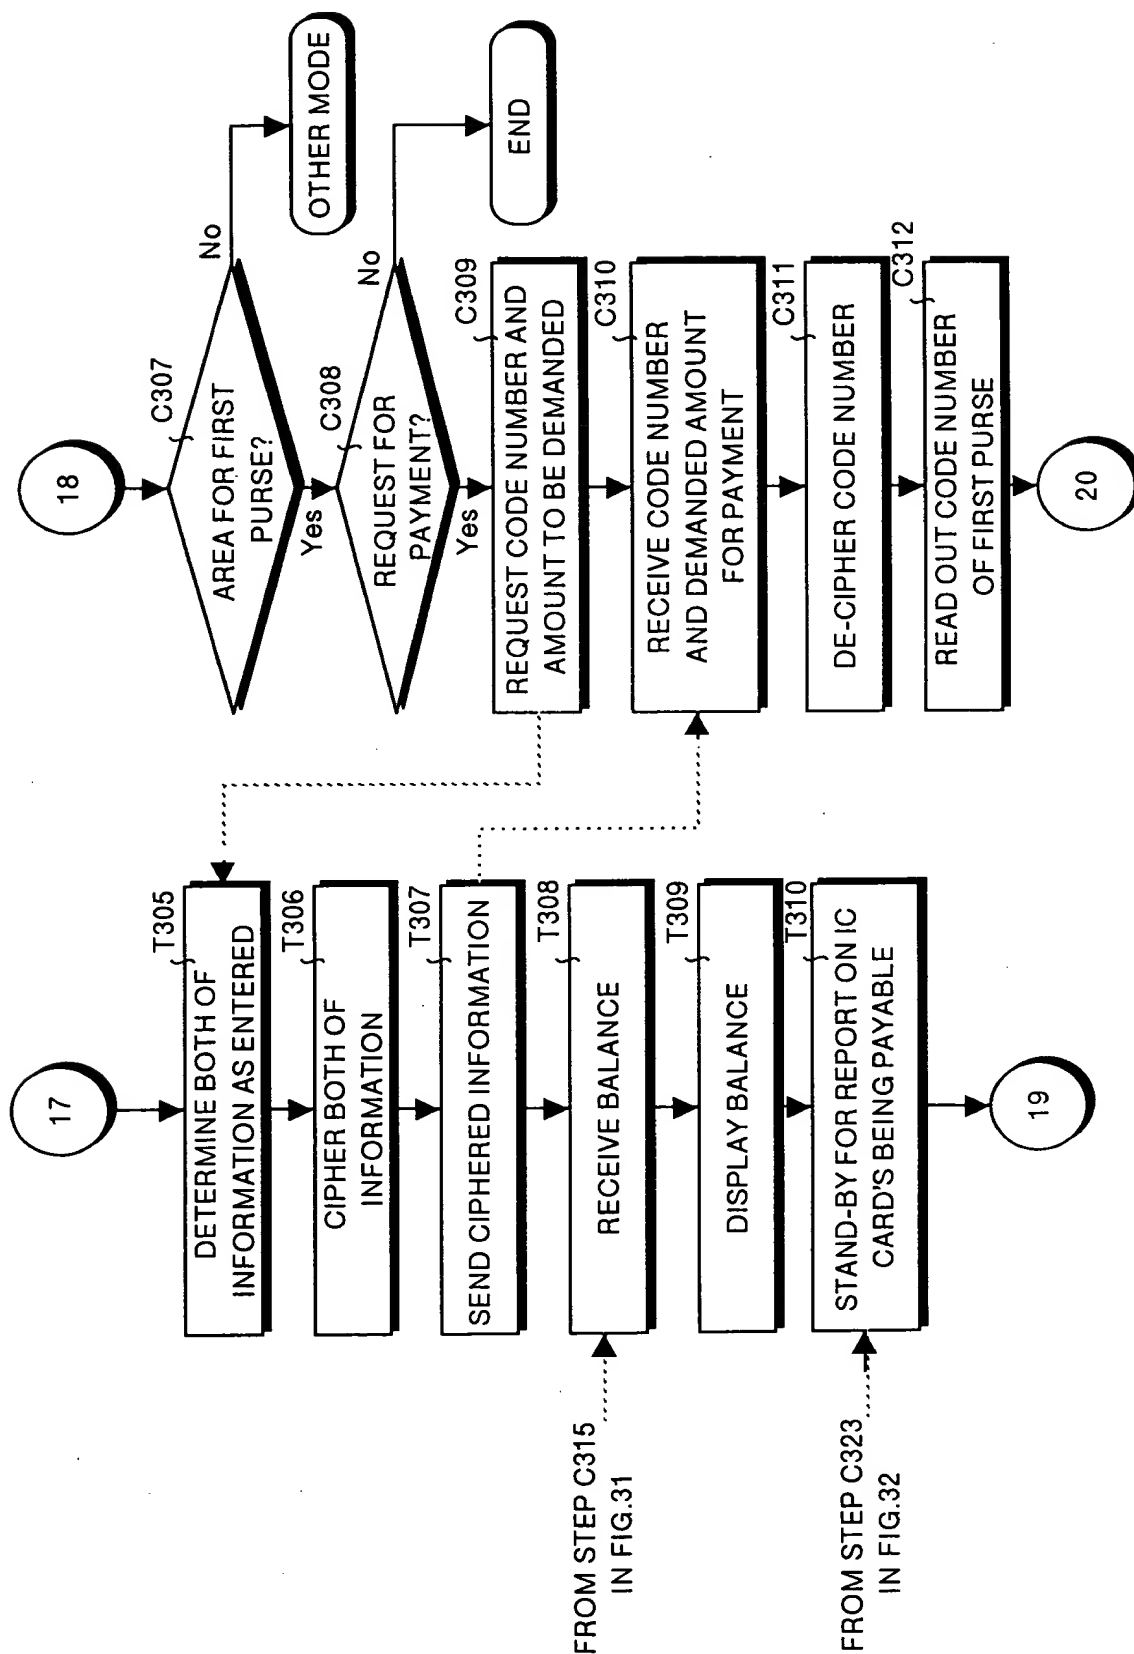 17
T305
DETERMINE BOTH OF
INFORMATION AS ENTERED
T306
CIPHER BOTH OF
INFORMATION
T307
SEND CIPHERED INFORMATION
T308
RECEIVE BALANCE
FROM STEP C315
IN FIG.31
T309
DISPLAY BALANCE
T310
STAND-BY FOR REPORT ON IC
CARD'S BEING PAYABLE
FROM STEP C323
IN FIG.32
19
18
C307
AREA FOR FIRST
PURSE?
No
OTHER MODE
Yes
C308
REQUEST FOR
PAYMENT?
No
END
Yes
C309
REQUEST CODE NUMBER AND
AMOUNT TO BE DEMANDED
C310
RECEIVE CODE NUMBER
AND DEMANDED AMOUNT
FOR PAYMENT
C311
DE-CIPHER CODE NUMBER
C312
READ OUT CODE NUMBER
OF FIRST PURSE
20